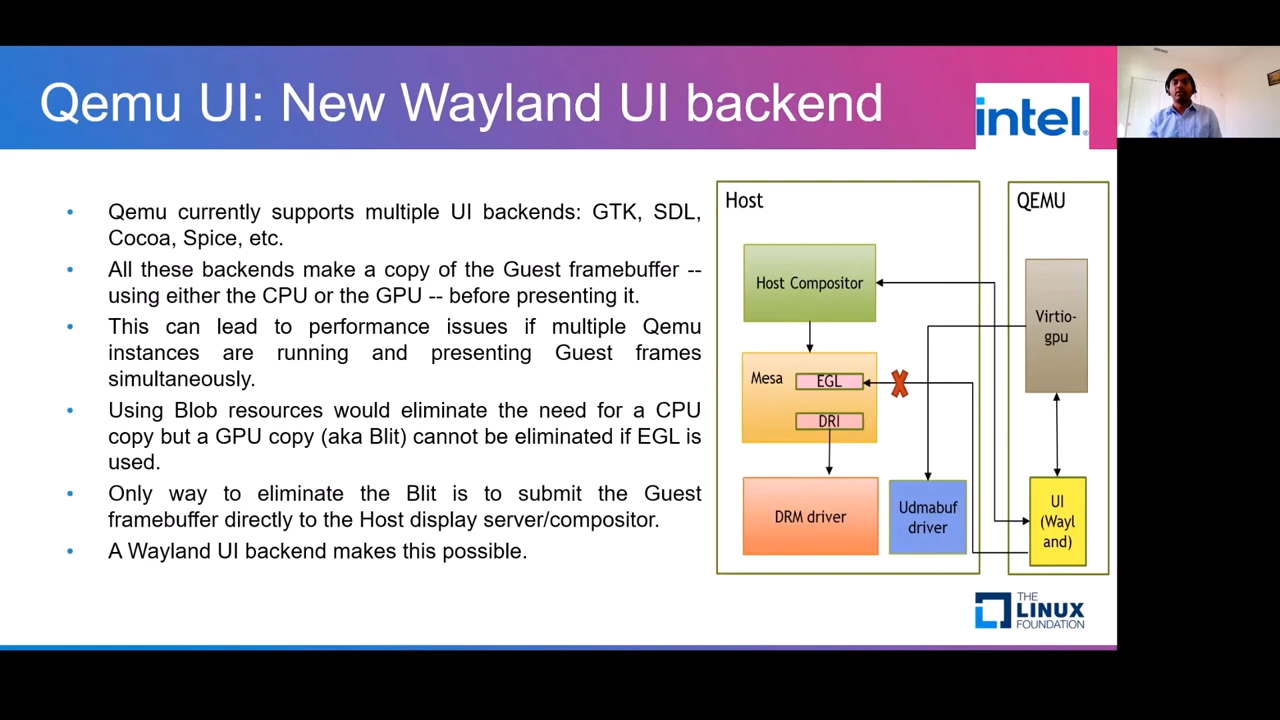 Qemu UI: New Wayland UI backend
intel
Qemu currently supports multiple UI backends: GTK, SDL,
Cocoa, Spice, etc.
All these backends make a copy of the Guest framebuffer --
using either the CPU or the GPU -- before presenting it.
This can lead to performance issues if multiple Qemu
instances are running and presenting Guest frames
simultaneously.
Using Blob resources would eliminate the need for a CPU
copy but a GPU copy (aka Blit) cannot be eliminated if EGL is
used.
Only way to eliminate the Blit is to submit the Guest
framebuffer directly to the Host display server/compositor.
A Wayland UI backend makes this possible.
Host
Host Compositor
Mesa
EGL
DRI
DRM driver
Udmabuf
driver
QEMU
Virtio-
gpu
UI
(Wayl
and)
THE
LINUX
FOUNDATION